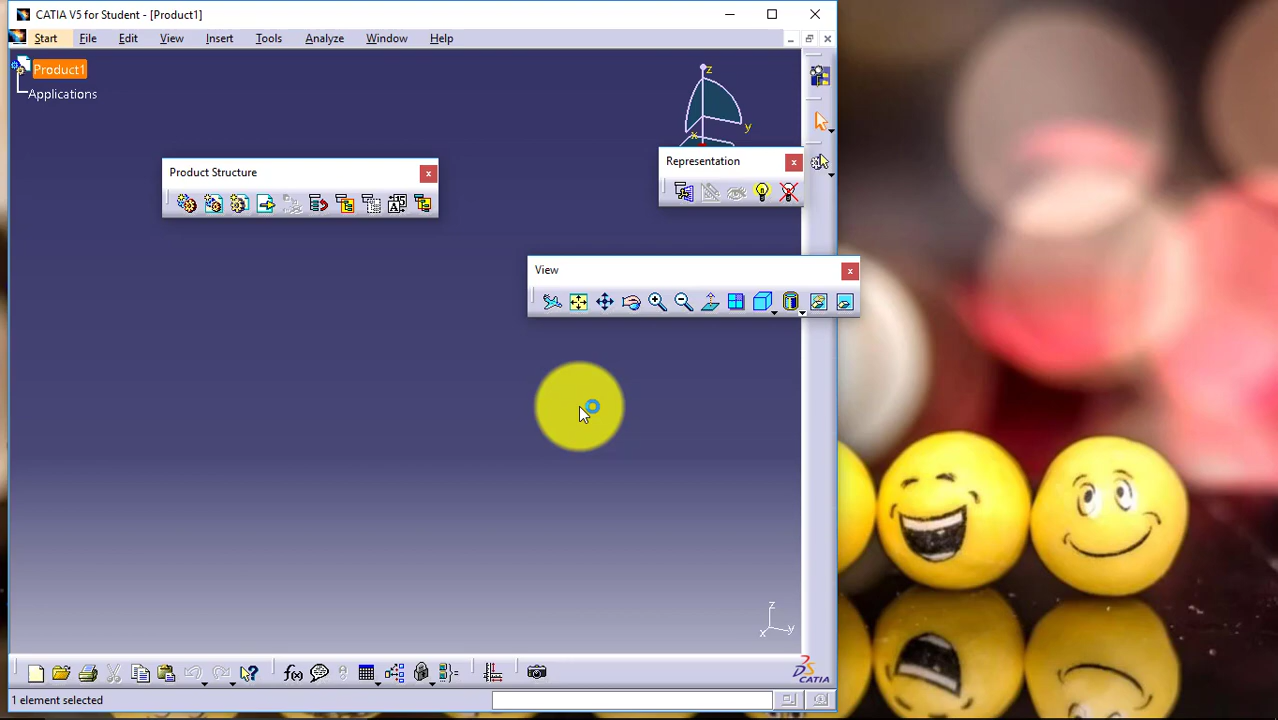 CATIA V5 for Student - [Product1]
Start File Edit View Insert Tools Analyze Window Help
Product1
Applications
z
y
x
Product Structure
Representation
View
z
x y
f(x)
CATIA
1 element selected